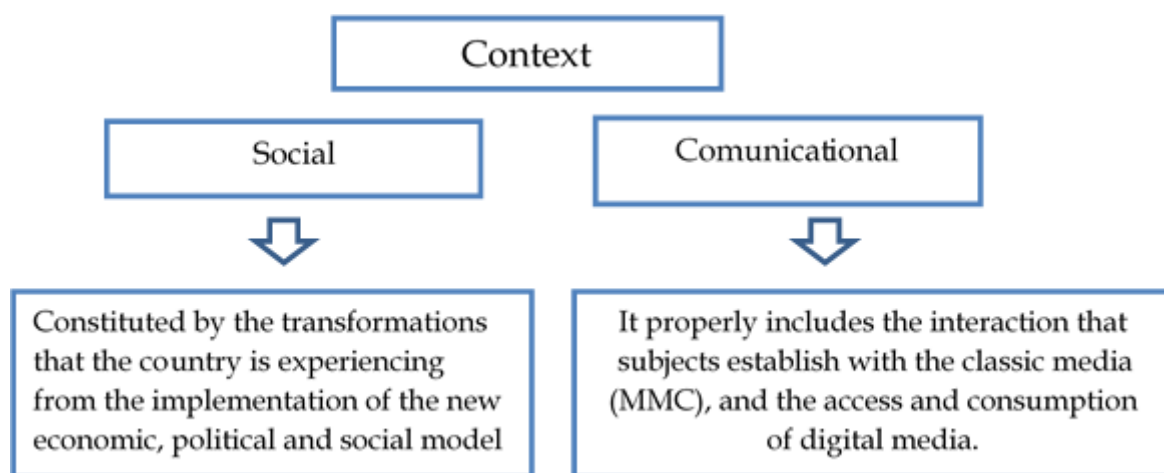 Context
Social
Comunicational
Constituted by the transformations
that the country is experiencing
from the implementation of the new
economic, political and social model
It properly includes the interaction that
subjects establish with the classic media
(MMC), and the access and consumption
of digital media.